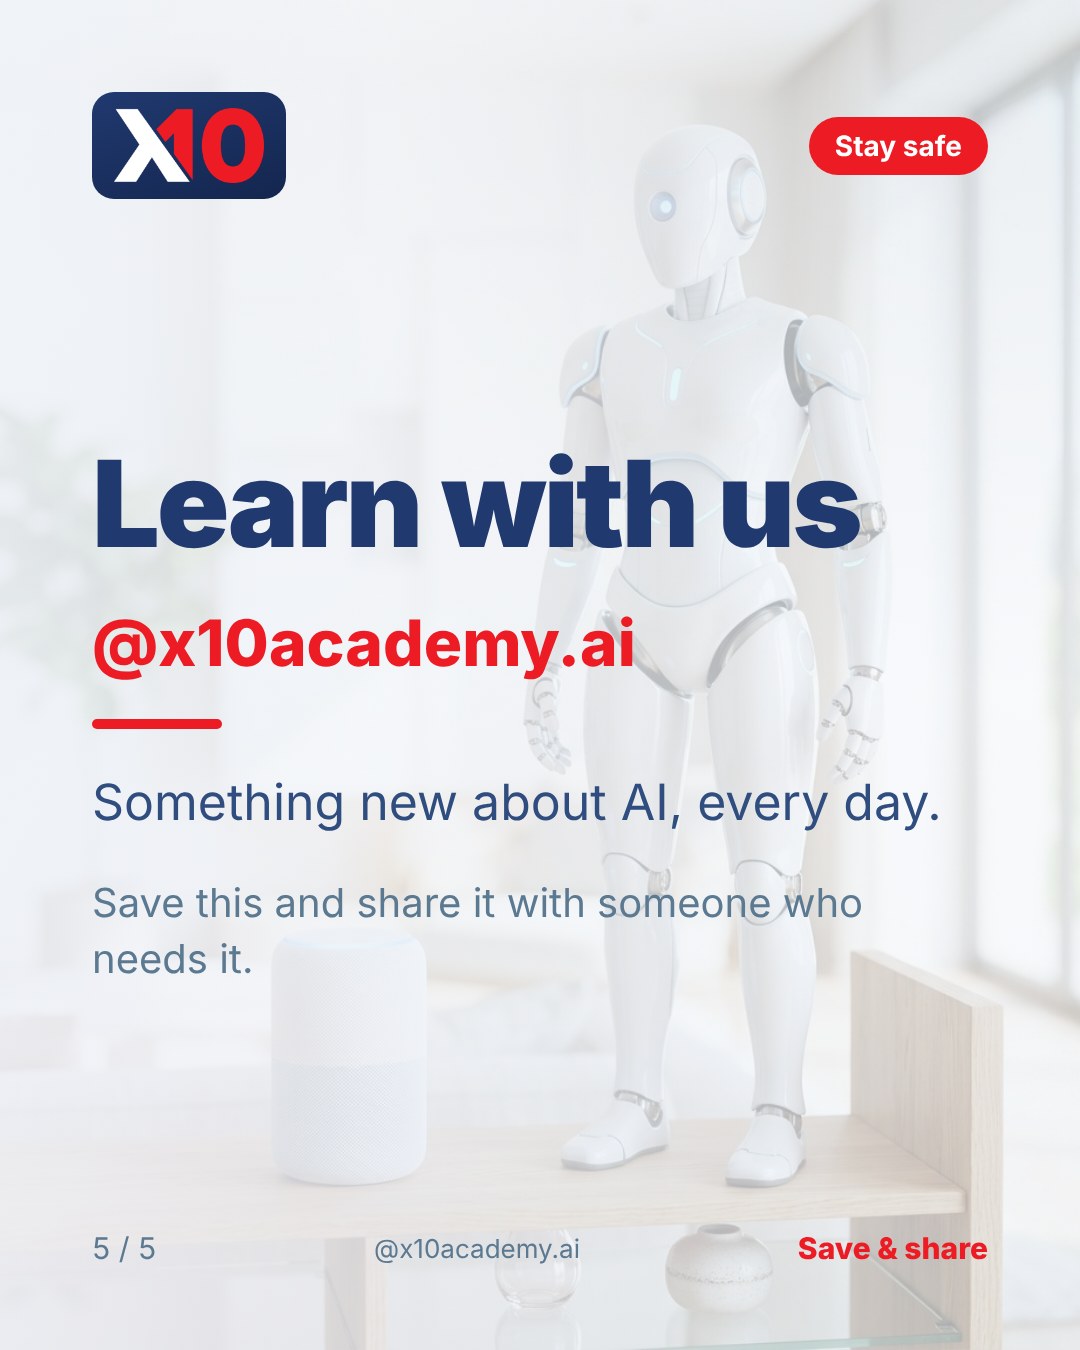 X10
Stay safe
Learn with us
@x10academy.ai
Something new about AI, every day.
Save this and share it with someone who
needs it.
5 / 5
@x10academy.ai
Save & share